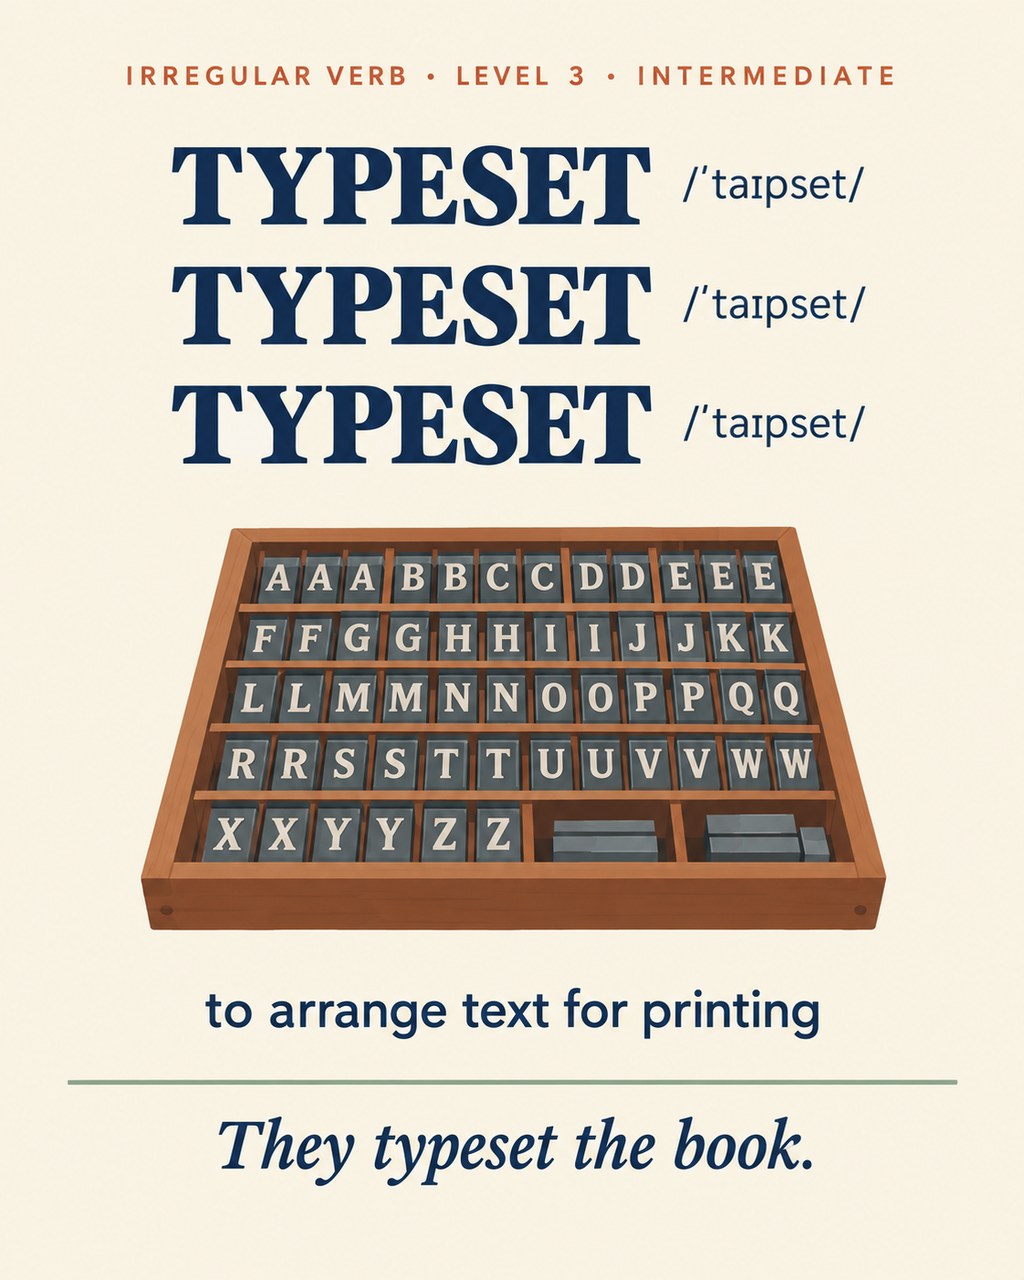 IRREGULAR VERB • LEVEL 3 • INTERMEDIATE
TYPESET /ˈtaɪpset/
TYPESET /ˈtaɪpset/
TYPESET /ˈtaɪpset/
A A A B B C C D D E E E
F F G G H H I I J J K K
L L M M N N O O P P Q Q
R R S S T T U U V V W W
X X Y Y Z Z
to arrange text for printing
They typeset the book.